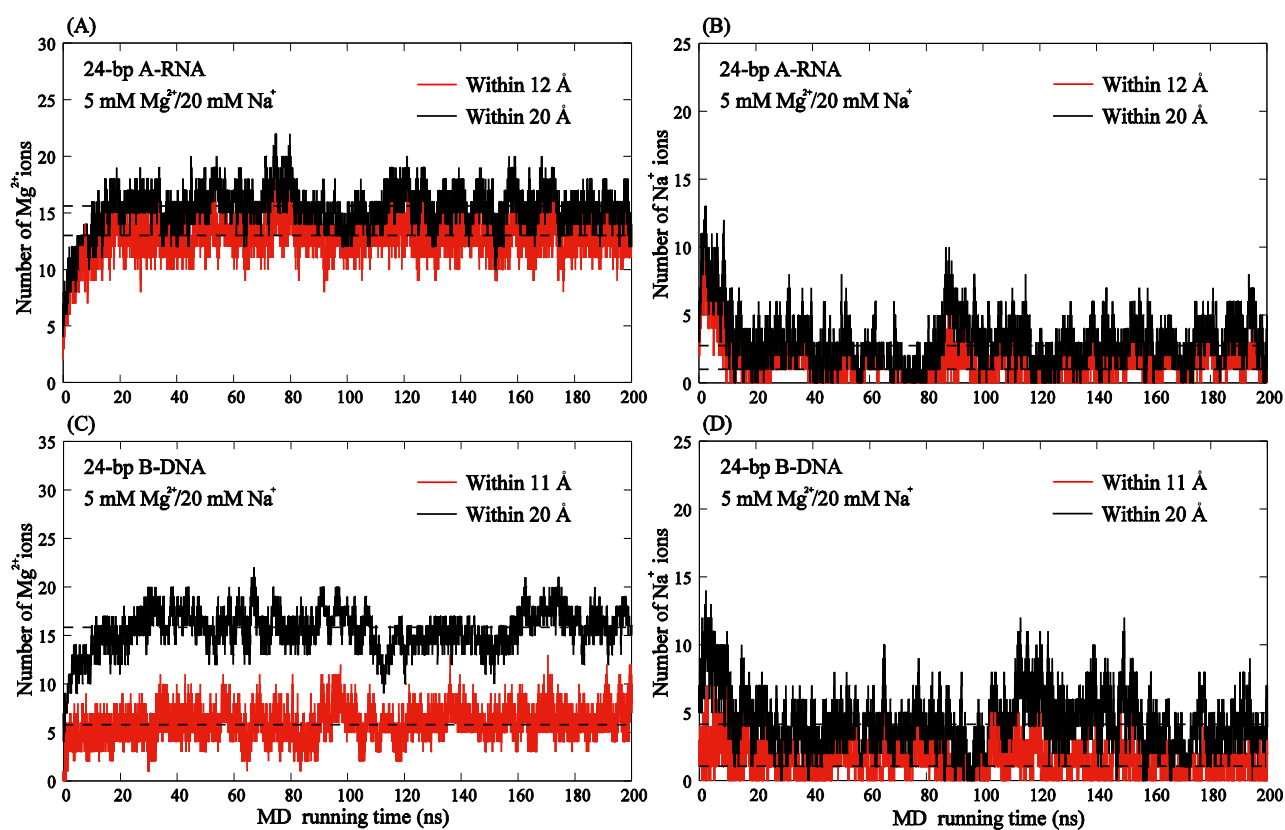 (A)
30
25
20
15
10
5
0
Number of Mg²⁺ions
24-bp A-RNA
5 mM Mg²⁺/20 mM Na⁺
Within 12 Å
Within 20 Å
0 20 40 60 80 100 120 140 160 180 200
(B)
25
20
15
10
5
0
Number of Na⁺ ions
24-bp A-RNA
5 mM Mg²⁺/20 mM Na⁺
Within 12 Å
Within 20 Å
0 20 40 60 80 100 120 140 160 180 200
(C)
35
30
25
20
15
10
5
0
Number of Mg²⁺ions
24-bp B-DNA
5 mM Mg²⁺/20 mM Na⁺
Within 11 Å
Within 20 Å
0 20 40 60 80 100 120 140 160 180 200
MD running time (ns)
(D)
25
20
15
10
5
0
Number of Na⁺ ions
24-bp B-DNA
5 mM Mg²⁺/20 mM Na⁺
Within 11 Å
Within 20 Å
0 20 40 60 80 100 120 140 160 180 200
MD running time (ns)